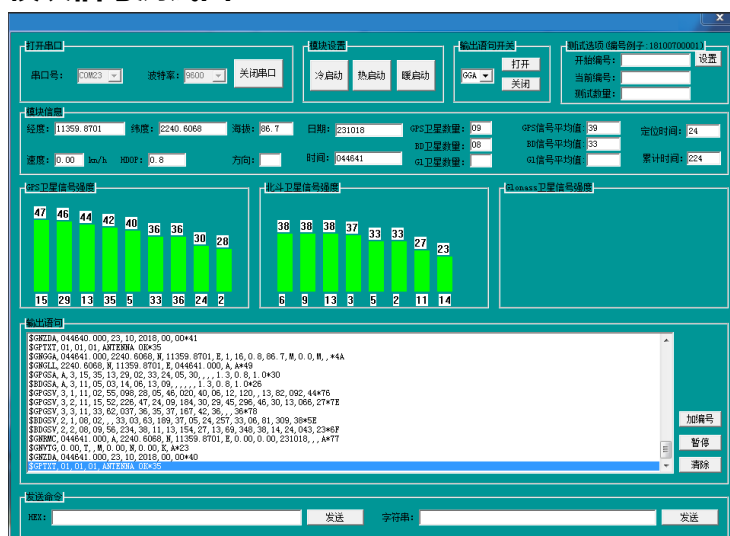 打开串口
串口号: COM23 波特率: 9600 关闭串口
模块设置
冷启动 热启动 暖启动
输出语句开关
GGA 打开
关闭
测试选项(编号例子:18100700001)
开始编号: 设置
当前编号:
测试数量:
模块信息
经度: 11359.8701 纬度: 2240.6068 海拔: 86.7 日期: 231018 GPS卫星数量: 09 GPS信号平均值: 39 定位时间: 24
BD卫星数量: 08 BD信号平均值: 33
速度: 0.00 km/h HDOP: 0.8 方向: 时间: 044641 Gl卫星数量: Gl信号平均值: 累计时间: 224
GPS卫星信号强度
47 46 44 42 40 36 36 30 28
15 29 13 35 5 33 36 24 2
北斗卫星信号强度
38 38 38 37 33 33 27 23
6 9 13 3 5 2 11 14
Glonass卫星信号强度
输出语句
$GNZDA,044640.000,23,10,2018,00,00*41
$GPTXT,01,01,01,ANTENNA OK*35
$GNGGA,044641.000,2240.6068,N,11359.8701,E,1,16,0.8,86.7,M,0.0,M,,*4A
$GNGLL,2240.6068,N,11359.8701,E,044641.000,A,A*49
$GPGSA,A,3,15,35,13,29,02,33,24,05,30,,,,1.3,0.8,1.0*30
$BDGSA,A,3,11,05,03,14,06,13,09,,,,,,1.3,0.8,1.0*26
$GPGSV,3,1,11,02,55,098,28,05,46,020,40,06,12,120,,13,82,092,44*76
$GPGSV,3,2,11,15,52,226,47,24,09,184,30,29,45,296,46,30,13,066,27*7E
$GPGSV,3,3,11,33,62,037,36,35,37,167,42,36,,,36*78
$BDGSV,2,1,08,02,,,33,03,63,189,37,05,24,257,33,06,81,309,38*5E
$BDGSV,2,2,08,09,56,234,38,11,13,154,27,13,69,348,38,14,24,043,23*6F
$GNRMC,044641.000,A,2240.6068,N,11359.8701,E,0.00,0.00,231018,,,A*77
$GNVTG,0.00,T,,M,0.00,N,0.00,K,A*23
$GNZDA,044641.000,23,10,2018,00,00*40
$GPTXT,01,01,01,ANTENNA OK*35
加编号
暂停
清除
发送命令
HEX: 发送 字符串: 发送